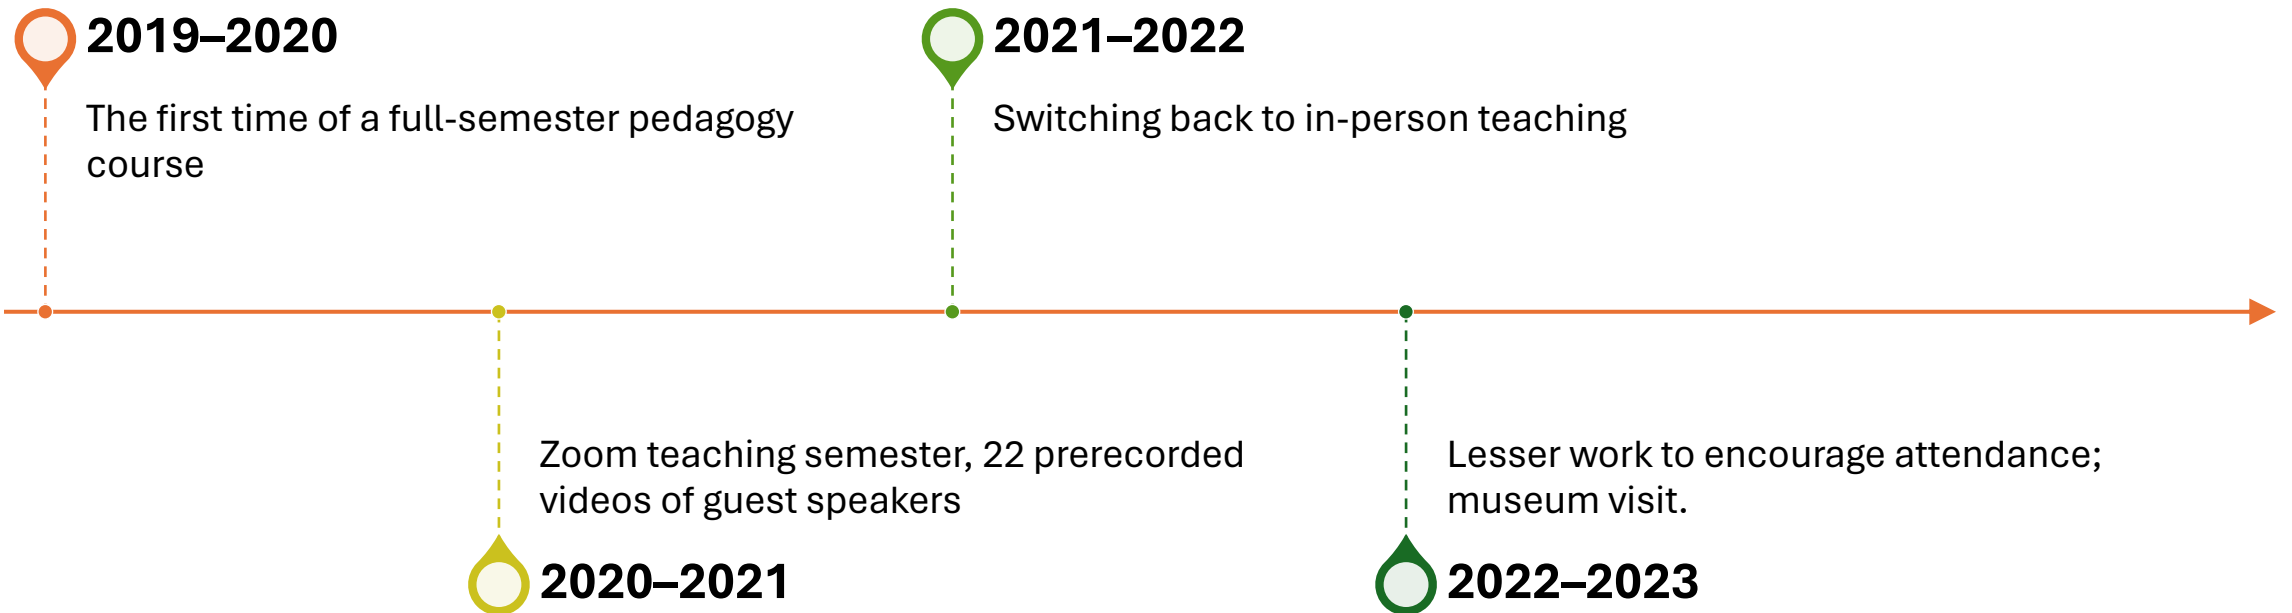 2019–2020
The first time of a full-semester pedagogy
course
2021–2022
Switching back to in-person teaching
Zoom teaching semester, 22 prerecorded
videos of guest speakers
2020–2021
Lesser work to encourage attendance;
museum visit.
2022–2023